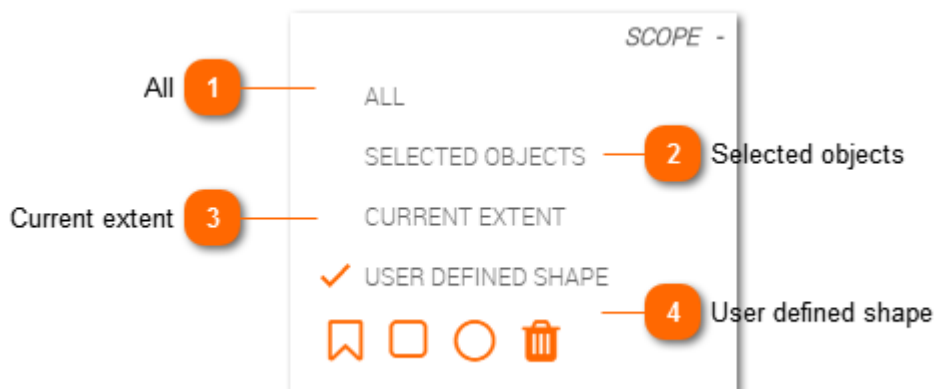 SCOPE -
All 1
ALL
SELECTED OBJECTS 2 Selected objects
Current extent 3 CURRENT EXTENT
USER DEFINED SHAPE
4 User defined shape